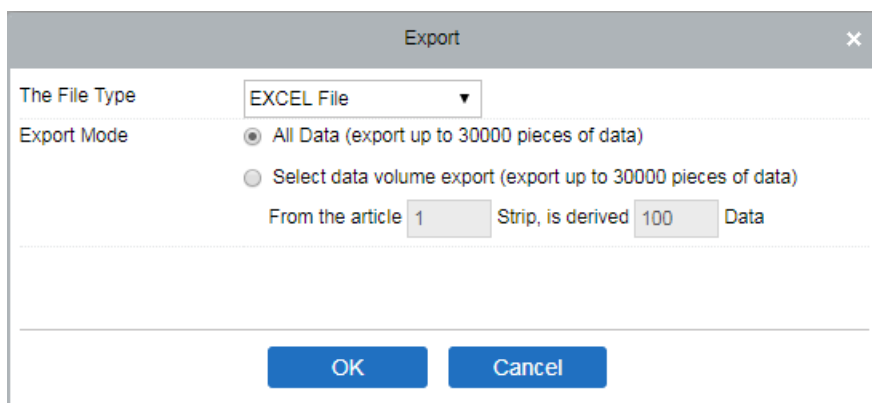 Export
The File Type EXCEL File
Export Mode All Data (export up to 30000 pieces of data)
Select data volume export (export up to 30000 pieces of data)
From the article 1 Strip, is derived 100 Data
OK Cancel